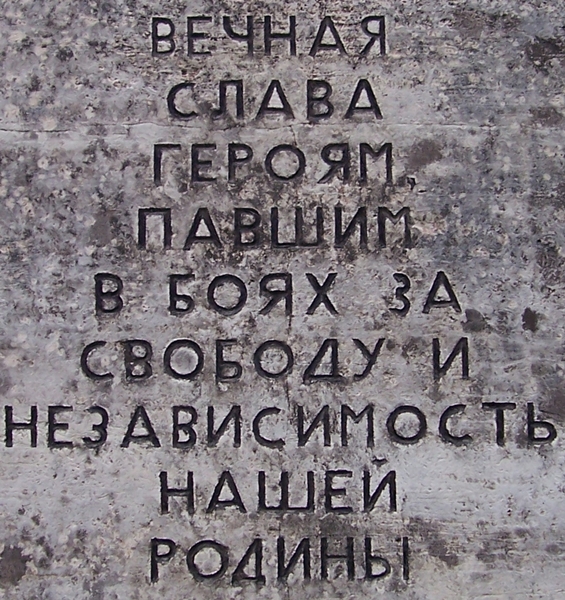 ВЕЧНАЯ
СЛАВА
ГЕРОЯМ,
ПАВШИМ
В БОЯХ ЗА
СВОБОДУ И
НЕЗАВИСИМОСТЬ
НАШЕЙ
РОДИНЫ